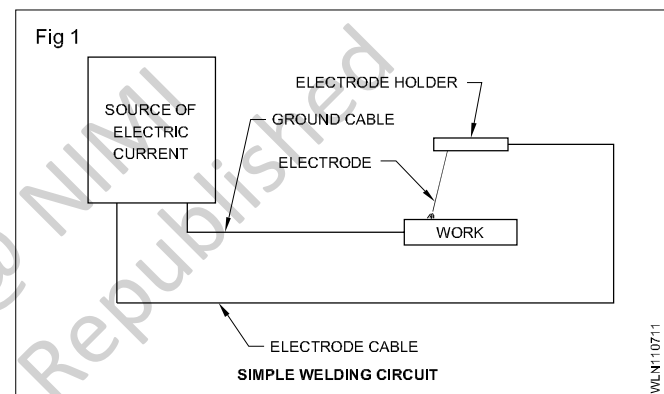 Fig 1
SOURCE OF
ELECTRIC
CURRENT
ELECTRODE HOLDER
GROUND CABLE
ELECTRODE
WORK
ELECTRODE CABLE
SIMPLE WELDING CIRCUIT
WLN110711
@ NIMI
Republished